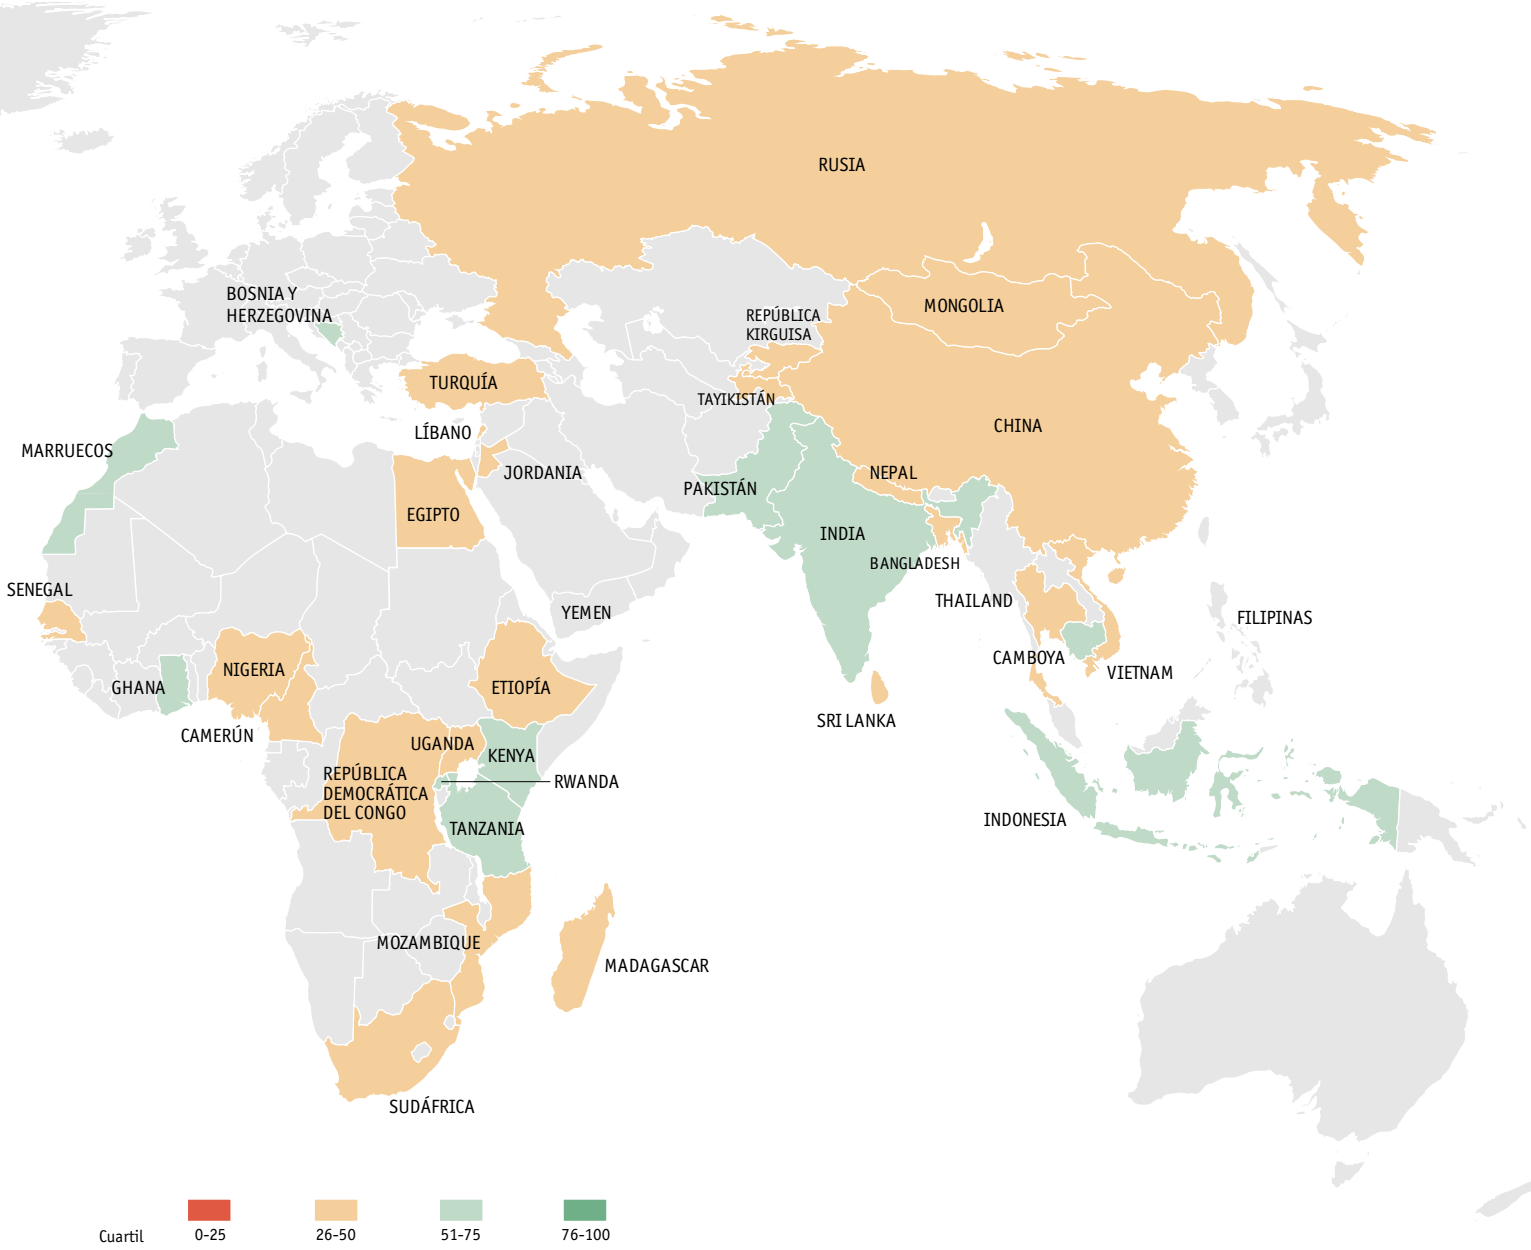 RUSIA
BOSNIA Y
HERZEGOVINA
MONGOLIA
REPÚBLICA
KIRGUISA
TURQUÍA
TAYIKISTÁN
CHINA
LÍBANO
MARRUECOS
JORDANIA
NEPAL
PAKISTÁN
EGIPTO
INDIA
BANGLADESH
SENEGAL
THAILAND
YEMEN
FILIPINAS
CAMBOYA
NIGERIA
VIETNAM
GHANA
ETIOPÍA
SRI LANKA
CAMERÚN
UGANDA
KENYA
REPÚBLICA
DEMOCRÁTICA
DEL CONGO
RWANDA
INDONESIA
TANZANIA
MOZAMBIQUE
MADAGASCAR
SUDÁFRICA
Cuartil 0-25 26-50 51-75 76-100